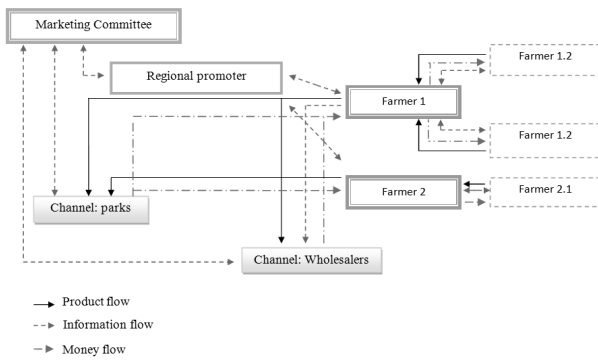 Marketing Committee
Regional promoter
Farmer 1.2
Farmer 1
Farmer 1.2
Farmer 2
Farmer 2.1
Channel: parks
Channel: Wholesalers
Product flow
Information flow
Money flow